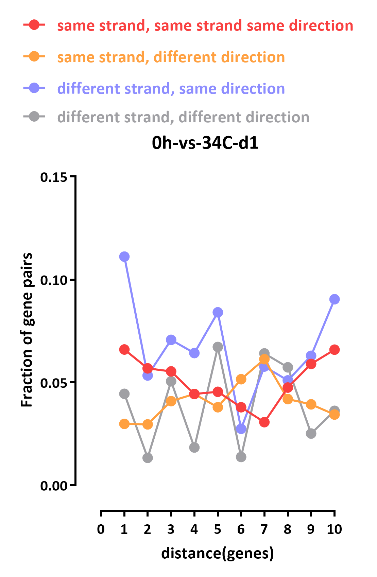 same strand, same strand same direction
same strand, different direction
different strand, same direction
different strand, different direction
0h-vs-34C-d1
0.15
0.10
0.05
0.00
Fraction of gene pairs
0 1 2 3 4 5 6 7 8 9 10
distance(genes)